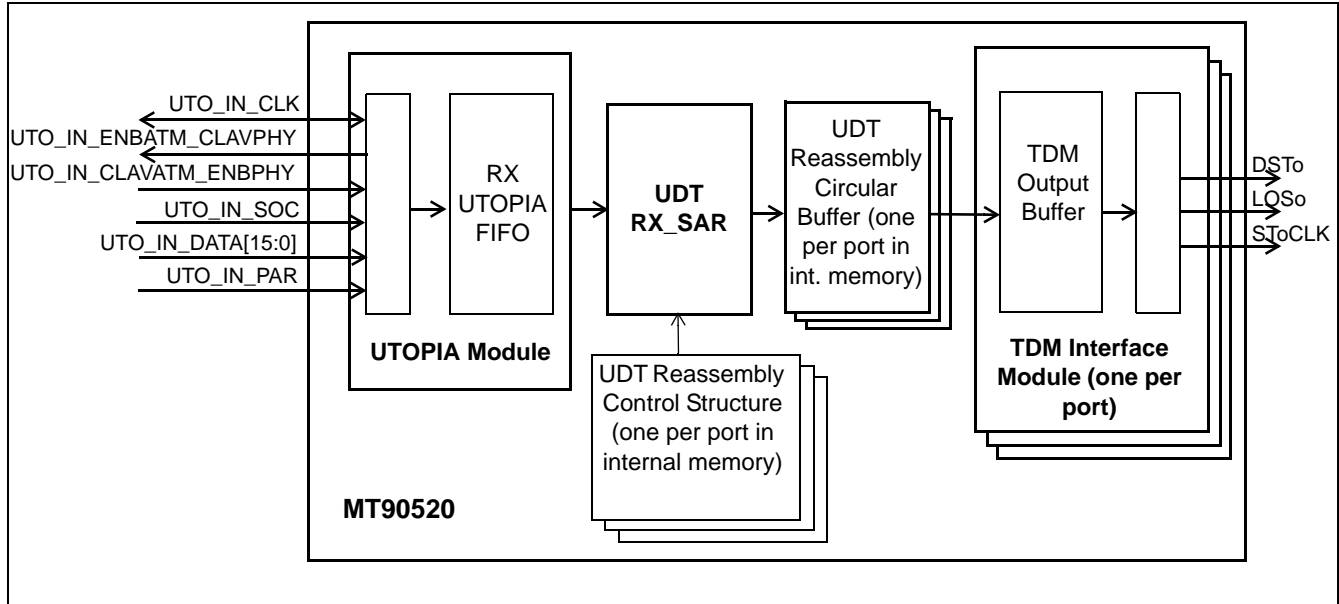 UTO_IN_CLK
UTO_IN_ENBATM_CLAVPHY
UTO_IN_CLAVATM_ENBPHY
UTO_IN_SOC
UTO_IN_DATA[15:0]
UTO_IN_PAR
RX
UTOPIA
FIFO
UTOPIA Module
UDT
RX_SAR
UDT Reassembly
Control Structure
(one per port in
internal memory)
UDT
Reassembly
Circular
Buffer (one
per port in
int. memory)
TDM
Output
Buffer
TDM Interface
Module (one per
port)
DSTo
LOSo
SToCLK
MT90520